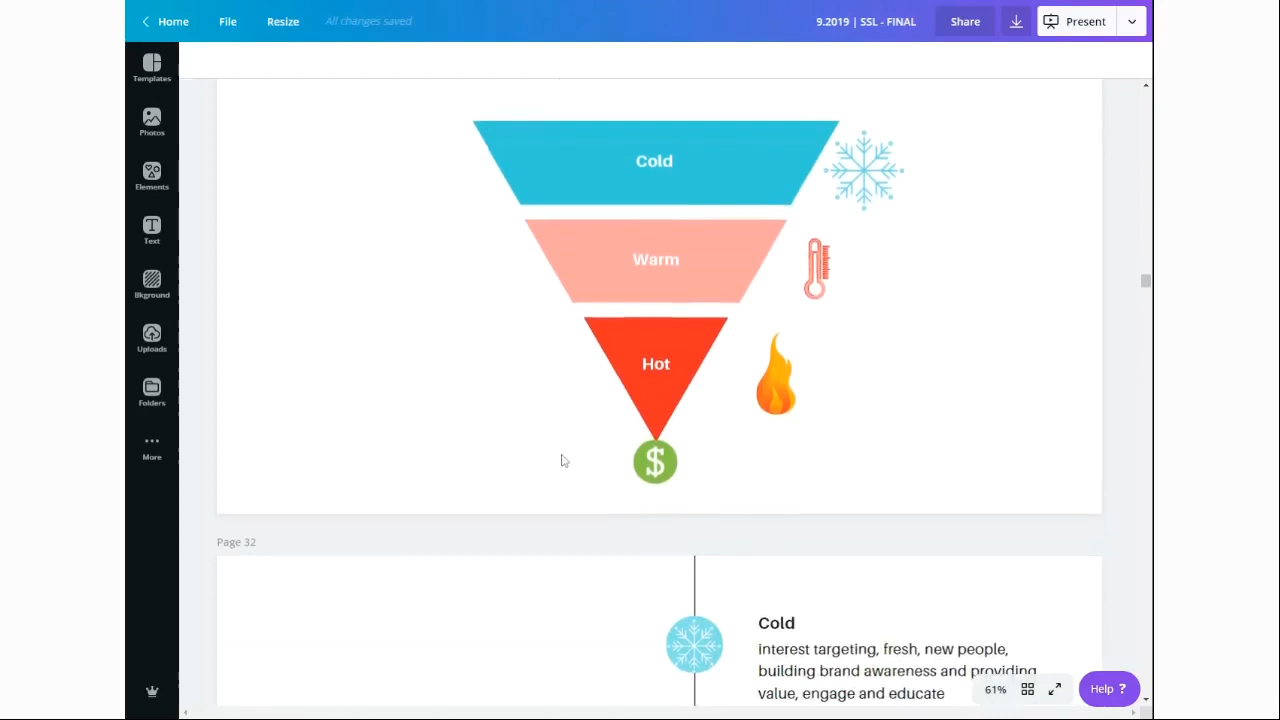 Home File Resize All changes saved 9.2019 | SSL - FINAL Share Present
Templates
Photos
Elements
Text
Bkground
Uploads
Folders
More
Cold
Warm
Hot
$
Page 32
Cold
interest targeting, fresh, new people,
building brand awareness and providing
value, engage and educate
61% Help ?